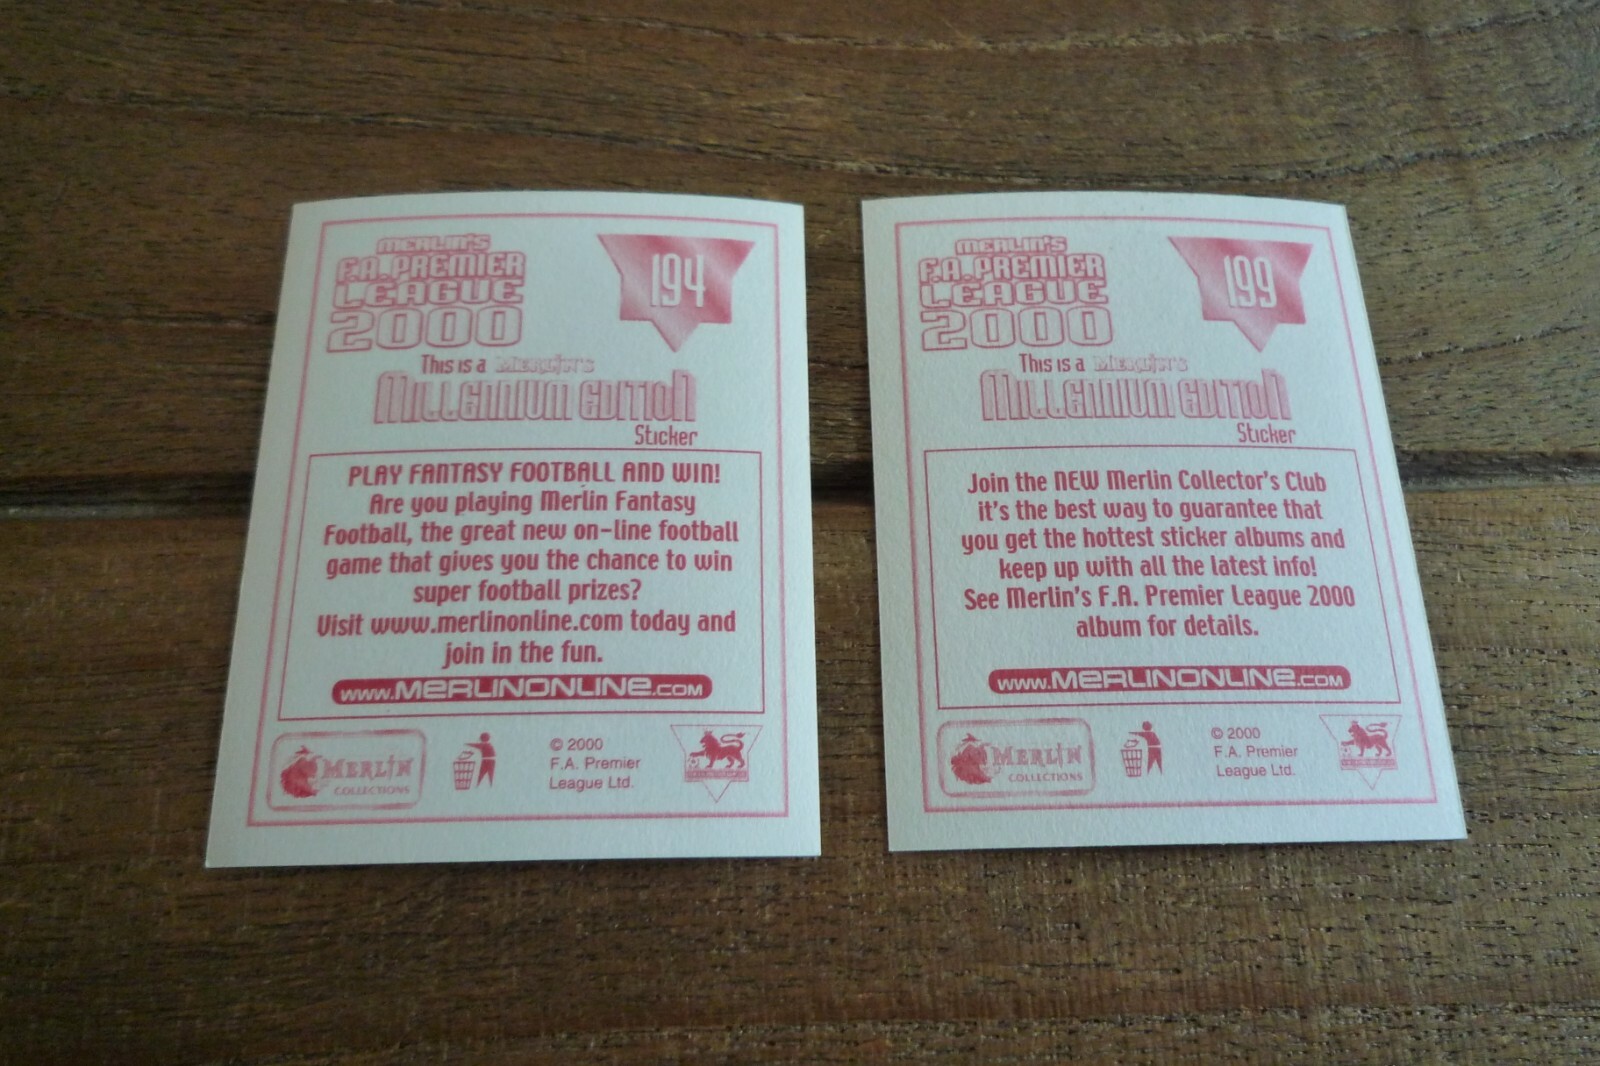 MERLIN'S
F.A. PREMIER
LEAGUE
2000
194
This is a MERLIN'S
MILLENNIUM EDITION
Sticker
PLAY FANTASY FOOTBALL AND WIN!
Are you playing Merlin Fantasy
Football, the great new on-line football
game that gives you the chance to win
super football prizes?
Visit www.merlinonline.com today and
join in the fun.
www.MERLINONLINE.COM
MERLIN
COLLECTIONS
© 2000
F.A. Premier
League Ltd.
MERLIN'S
F.A. PREMIER
LEAGUE
2000
199
This is a MERLIN'S
MILLENNIUM EDITION
Sticker
Join the NEW Merlin Collector's Club
it's the best way to guarantee that
you get the hottest sticker albums and
keep up with all the latest info!
See Merlin's F.A. Premier League 2000
album for details.
www.MERLINONLINE.COM
MERLIN
COLLECTIONS
© 2000
F.A. Premier
League Ltd.